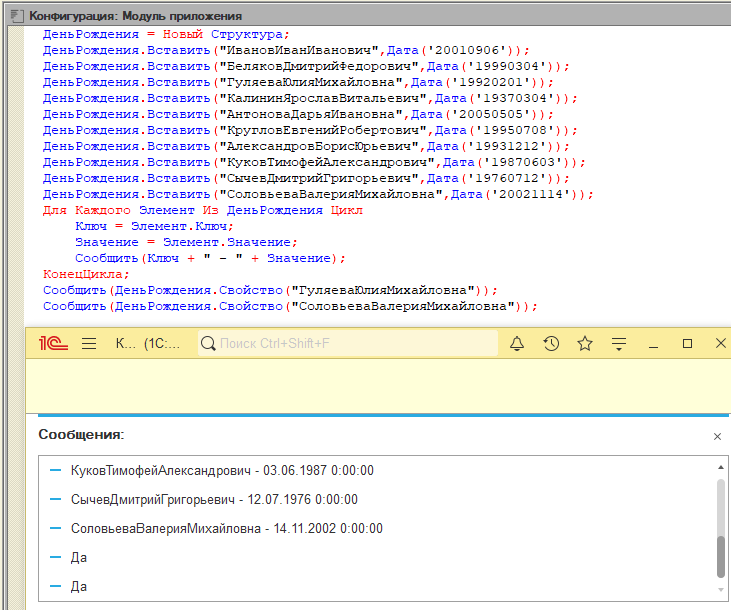 Конфигурация: Модуль приложения
ДеньРождения = Новый Структура;
ДеньРождения.Вставить("ИвановИванИванович",Дата('20010906'));
ДеньРождения.Вставить("БеляковДмитрийФедорович",Дата('19990304'));
ДеньРождения.Вставить("ГуляеваЮлияМихайловна",Дата('19920201'));
ДеньРождения.Вставить("КалининЯрославВитальевич",Дата('19370304'));
ДеньРождения.Вставить("АнтоноваДарьяИвановна",Дата('20050505'));
ДеньРождения.Вставить("КругловЕвгенийРобертович",Дата('19950708'));
ДеньРождения.Вставить("АлександровБорисЮрьевич",Дата('19931212'));
ДеньРождения.Вставить("КуковТимофейАлександрович",Дата('19870603'));
ДеньРождения.Вставить("СычевДмитрийГригорьевич",Дата('19760712'));
ДеньРождения.Вставить("СоловьеваВалерияМихайловна",Дата('20021114'));
Для Каждого Элемент Из ДеньРождения Цикл
Ключ = Элемент.Ключ;
Значение = Элемент.Значение;
Сообщить(Ключ + " - " + Значение);
КонецЦикла;
Сообщить(ДеньРождения.Свойство("ГуляеваЮлияМихайловна"));
Сообщить(ДеньРождения.Свойство("СоловьеваВалерияМихайловна"));
1С К... (1С:... Поиск Ctrl+Shift+F
Сообщения:
КуковТимофейАлександрович - 03.06.1987 0:00:00
СычевДмитрийГригорьевич - 12.07.1976 0:00:00
СоловьеваВалерияМихайловна - 14.11.2002 0:00:00
Да
Да